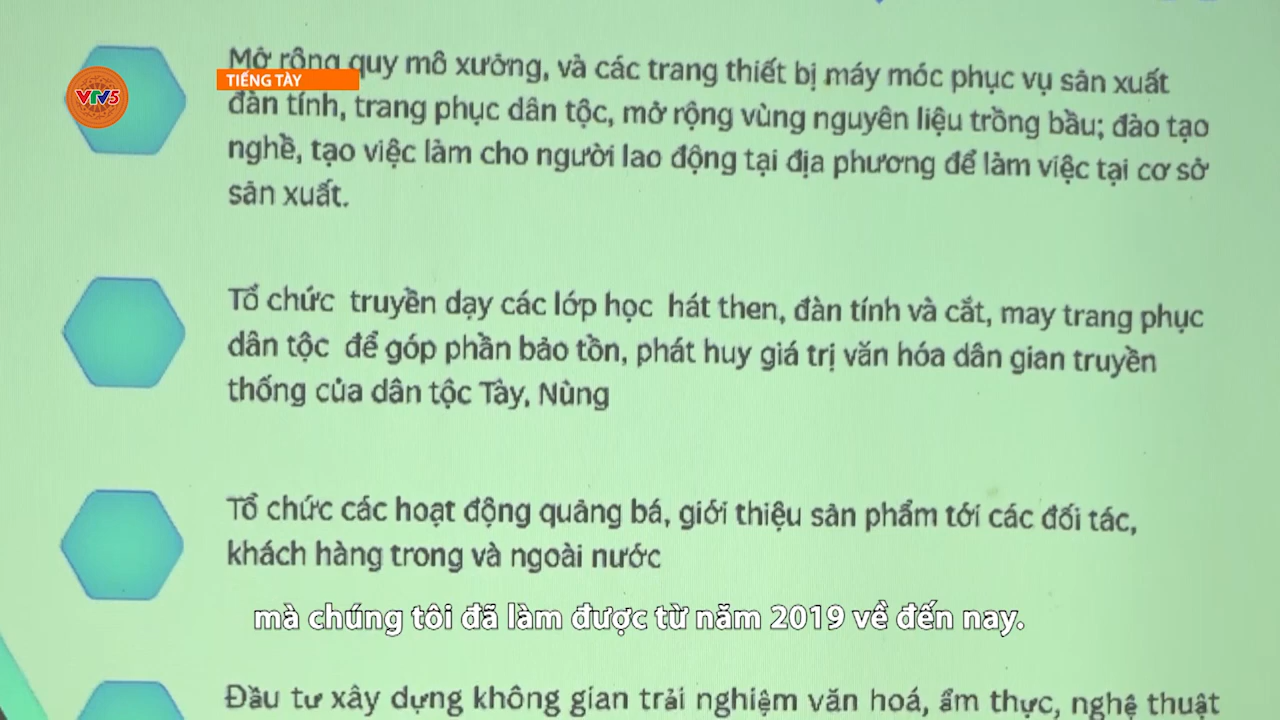 Mở rộng quy mô xưởng, và các trang thiết bị máy móc phục vụ sản xuất
TIẾNG TÀY
VTV5
đàn tính, trang phục dân tộc, mở rộng vùng nguyên liệu trồng bầu; đào tạo
nghề, tạo việc làm cho người lao động tại địa phương để làm việc tại cơ sở
sản xuất.
Tổ chức truyền dạy các lớp học hát then, đàn tính và cắt, may trang phục
dân tộc để góp phần bảo tồn, phát huy giá trị văn hóa dân gian truyền
thống của dân tộc Tày, Nùng
Tổ chức các hoạt động quảng bá, giới thiệu sản phẩm tới các đối tác,
khách hàng trong và ngoài nước
mà chúng tôi đã làm được từ năm 2019 về đến nay.
Đầu tư xây dựng không gian trải nghiệm văn hoá, ẩm thực, nghệ thuật